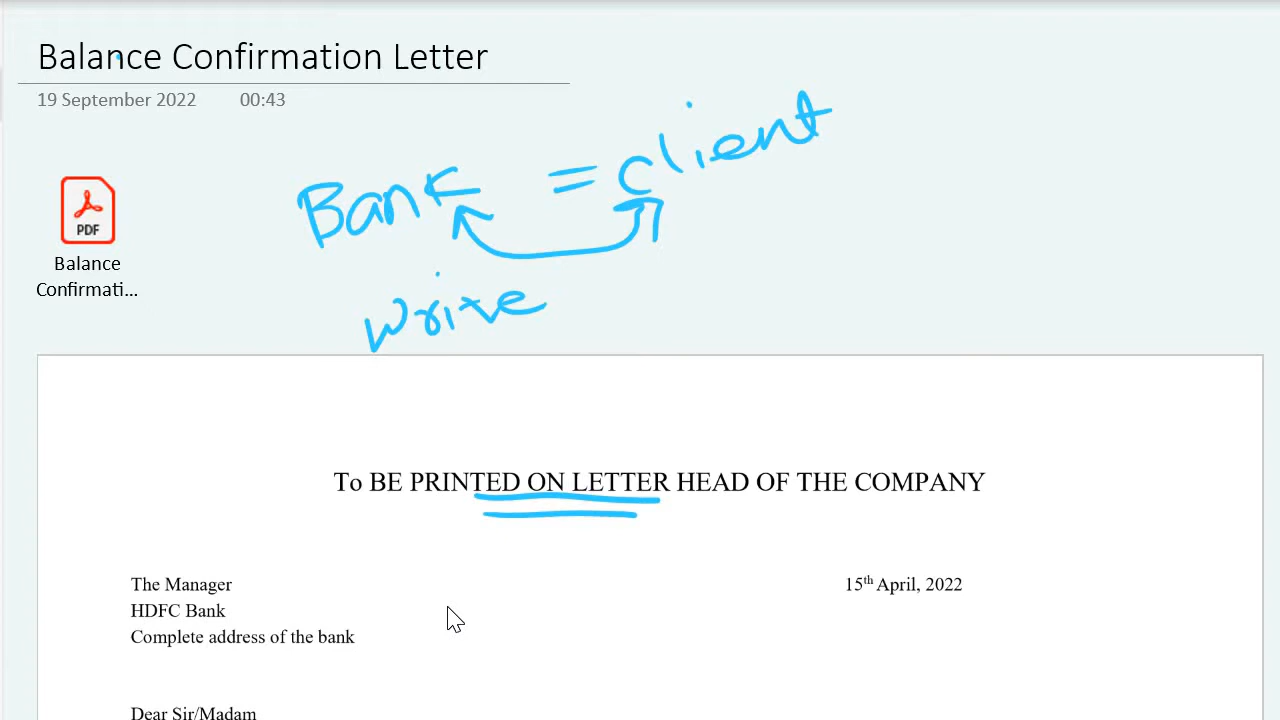 Balance Confirmation Letter
19 September 2022 00:43
Bank = client
PDF
Balance
Confirmati...
write
To BE PRINTED ON LETTER HEAD OF THE COMPANY
The Manager 15th April, 2022
HDFC Bank
Complete address of the bank
Dear Sir/Madam